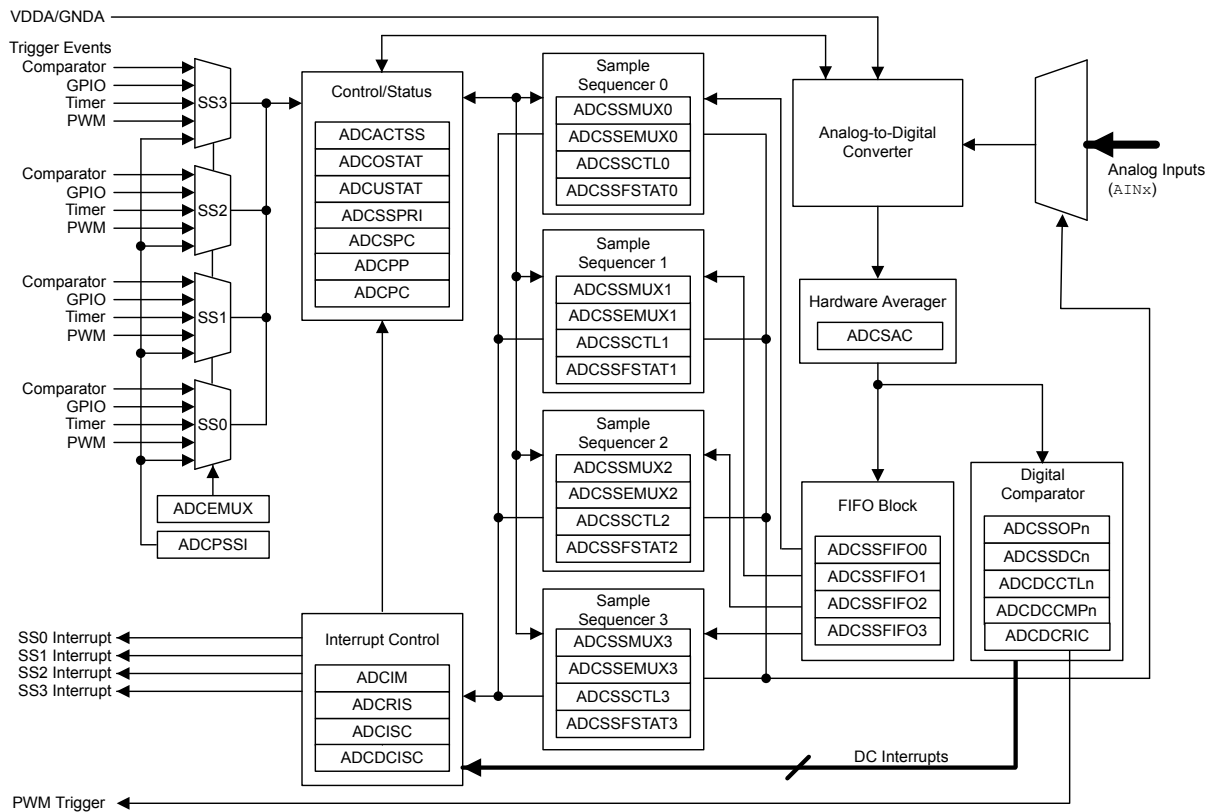 VDDA/GNDA
Trigger Events
Comparator
GPIO
Timer
PWM
SS3
Comparator
GPIO
Timer
PWM
SS2
Comparator
GPIO
Timer
PWM
SS1
Comparator
GPIO
Timer
PWM
SS0
ADCEMUX
ADCPSSI
Control/Status
ADCACTSS
ADCOSTAT
ADCUSTAT
ADCSSPRI
ADCSPC
ADCPP
ADCPC
Sample
Sequencer 0
ADCSSMUX0
ADCSSEMUX0
ADCSSCTL0
ADCSSFSTAT0
Sample
Sequencer 1
ADCSSMUX1
ADCSSEMUX1
ADCSSCTL1
ADCSSFSTAT1
Sample
Sequencer 2
ADCSSMUX2
ADCSSEMUX2
ADCSSCTL2
ADCSSFSTAT2
Sample
Sequencer 3
ADCSSMUX3
ADCSSEMUX3
ADCSSCTL3
ADCSSFSTAT3
Analog-to-Digital
Converter
Analog Inputs
(AINx)
Hardware Averager
ADCSAC
FIFO Block
ADCSSFIFO0
ADCSSFIFO1
ADCSSFIFO2
ADCSSFIFO3
Digital
Comparator
ADCSSOPn
ADCSSDCn
ADCDCCTLn
ADCDCCMPn
ADCDCRIC
SS0 Interrupt
SS1 Interrupt
SS2 Interrupt
SS3 Interrupt
Interrupt Control
ADCIM
ADCRIS
ADCISC
ADCDCISC
DC Interrupts
PWM Trigger